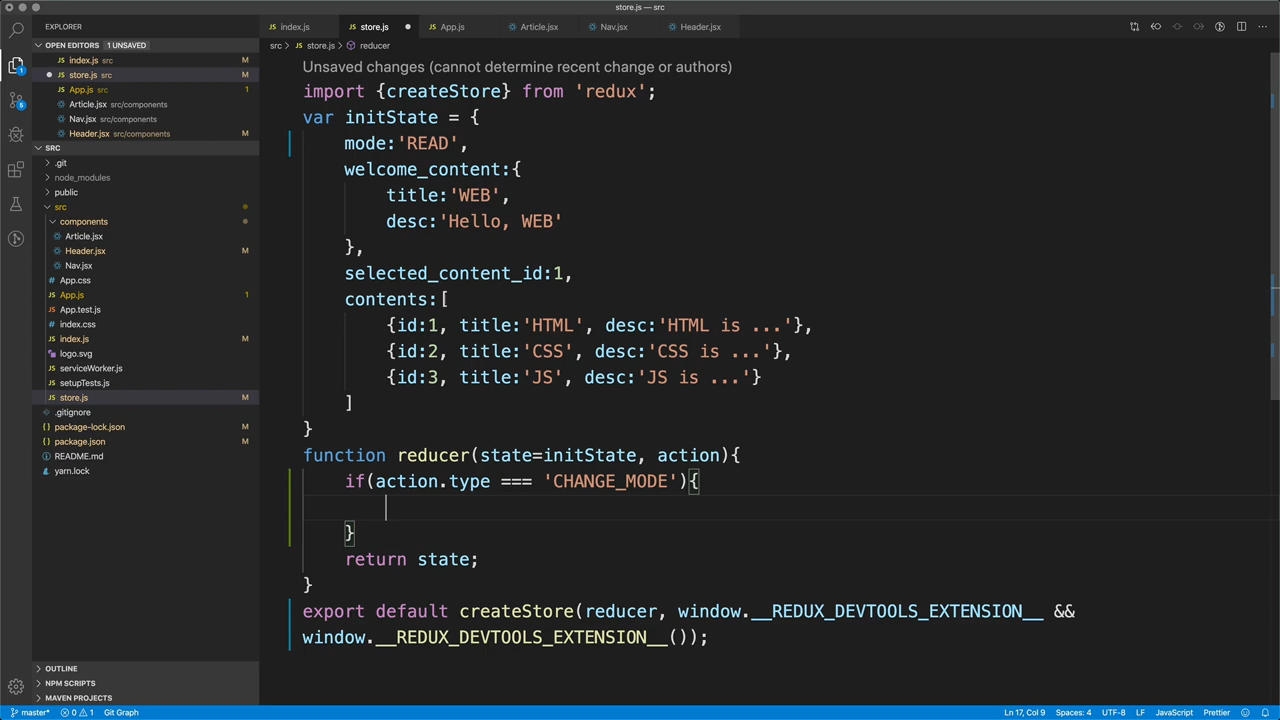 store.js — src
EXPLORER
OPEN EDITORS 1 UNSAVED
index.js src M
store.js src M
App.js src 1
Article.jsx src/components
Nav.jsx src/components
Header.jsx src/components M
SRC
.git
node_modules
public
src
components
Article.jsx
Header.jsx M
Nav.jsx
App.css
App.js 1
App.test.js
index.css
index.js M
logo.svg
serviceWorker.js
setupTests.js
store.js M
.gitignore
package-lock.json M
package.json M
README.md
yarn.lock
OUTLINE
NPM SCRIPTS
MAVEN PROJECTS
1
5
index.js
store.js
App.js
Article.jsx
Nav.jsx
Header.jsx
src > store.js > reducer
Unsaved changes (cannot determine recent change or authors)
import {createStore} from 'redux';
var initState = {
    mode:'READ',
    welcome_content:{
        title:'WEB',
        desc:'Hello, WEB'
    },
    selected_content_id:1,
    contents:[
        {id:1, title:'HTML', desc:'HTML is ...'},
        {id:2, title:'CSS', desc:'CSS is ...'},
        {id:3, title:'JS', desc:'JS is ...'}
    ]
}
function reducer(state=initState, action){
    if(action.type === 'CHANGE_MODE'){
    }
    return state;
}
export default createStore(reducer, window.__REDUX_DEVTOOLS_EXTENSION__ &&
window.__REDUX_DEVTOOLS_EXTENSION__());
master* 0 1 Git Graph Ln 17, Col 9 Spaces: 4 UTF-8 LF JavaScript Prettier